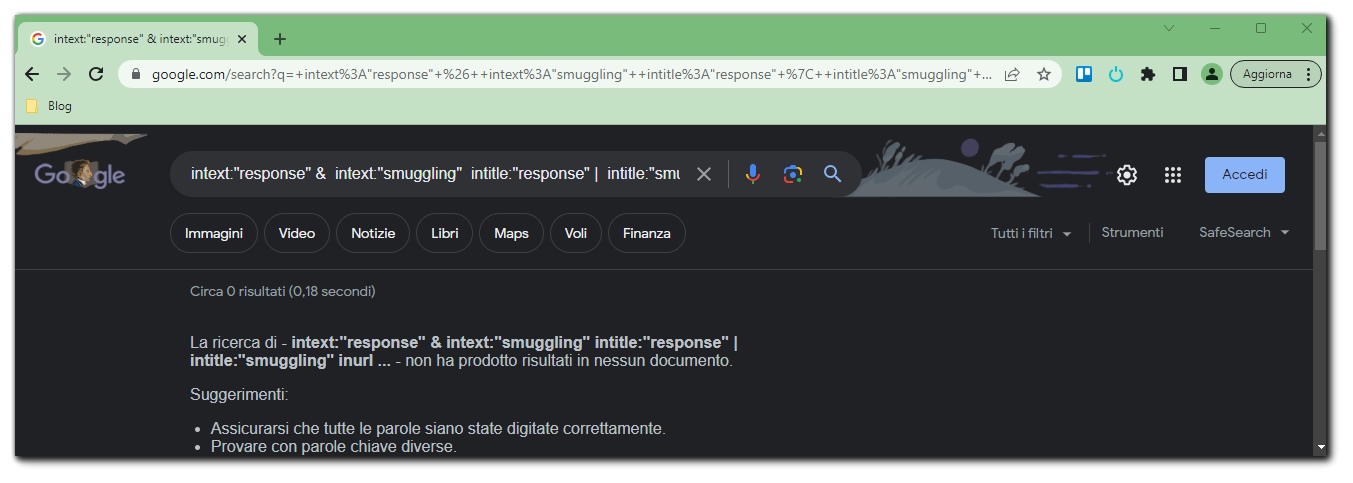 intext:"response" & intext:"smug
google.com/search?q=+intext%3A"response"+%26++intext%3A"smuggling"++intitle%3A"response"+%7C++intitle%3A"smuggling"+...
Aggiorna
Blog
Google
intext:"response" & intext:"smuggling" intitle:"response" | intitle:"smu
Accedi
Immagini Video Notizie Libri Maps Voli Finanza Tutti i filtri Strumenti SafeSearch
Circa 0 risultati (0,18 secondi)
La ricerca di - intext:"response" & intext:"smuggling" intitle:"response" |
intitle:"smuggling" inurl ... - non ha prodotto risultati in nessun documento.
Suggerimenti:
• Assicurarsi che tutte le parole siano state digitate correttamente.
• Provare con parole chiave diverse.